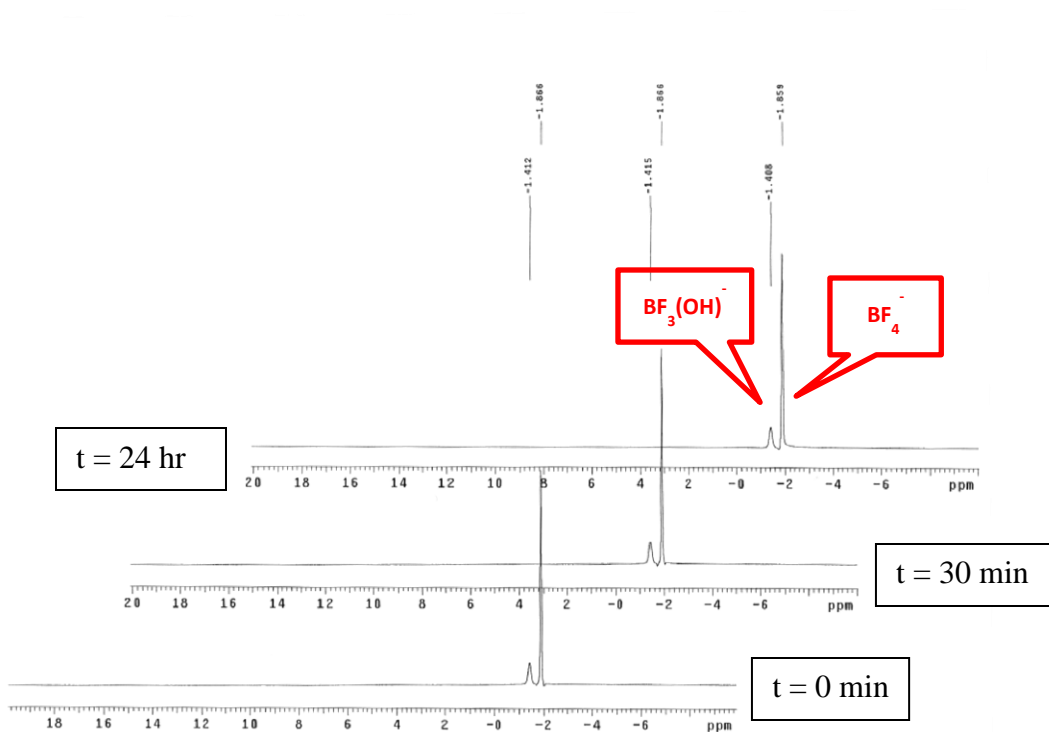 -1.866
-1.866
-1.859
-1.412
-1.415
-1.408
BF3(OH)-
BF4-
t = 24 hr
20 18 16 14 12 10 8 6 4 2 -0 -2 -4 -6 ppm
t = 30 min
20 18 16 14 12 10 8 6 4 2 -0 -2 -4 -6 ppm
t = 0 min
18 16 14 12 10 8 6 4 2 -0 -2 -4 -6 ppm